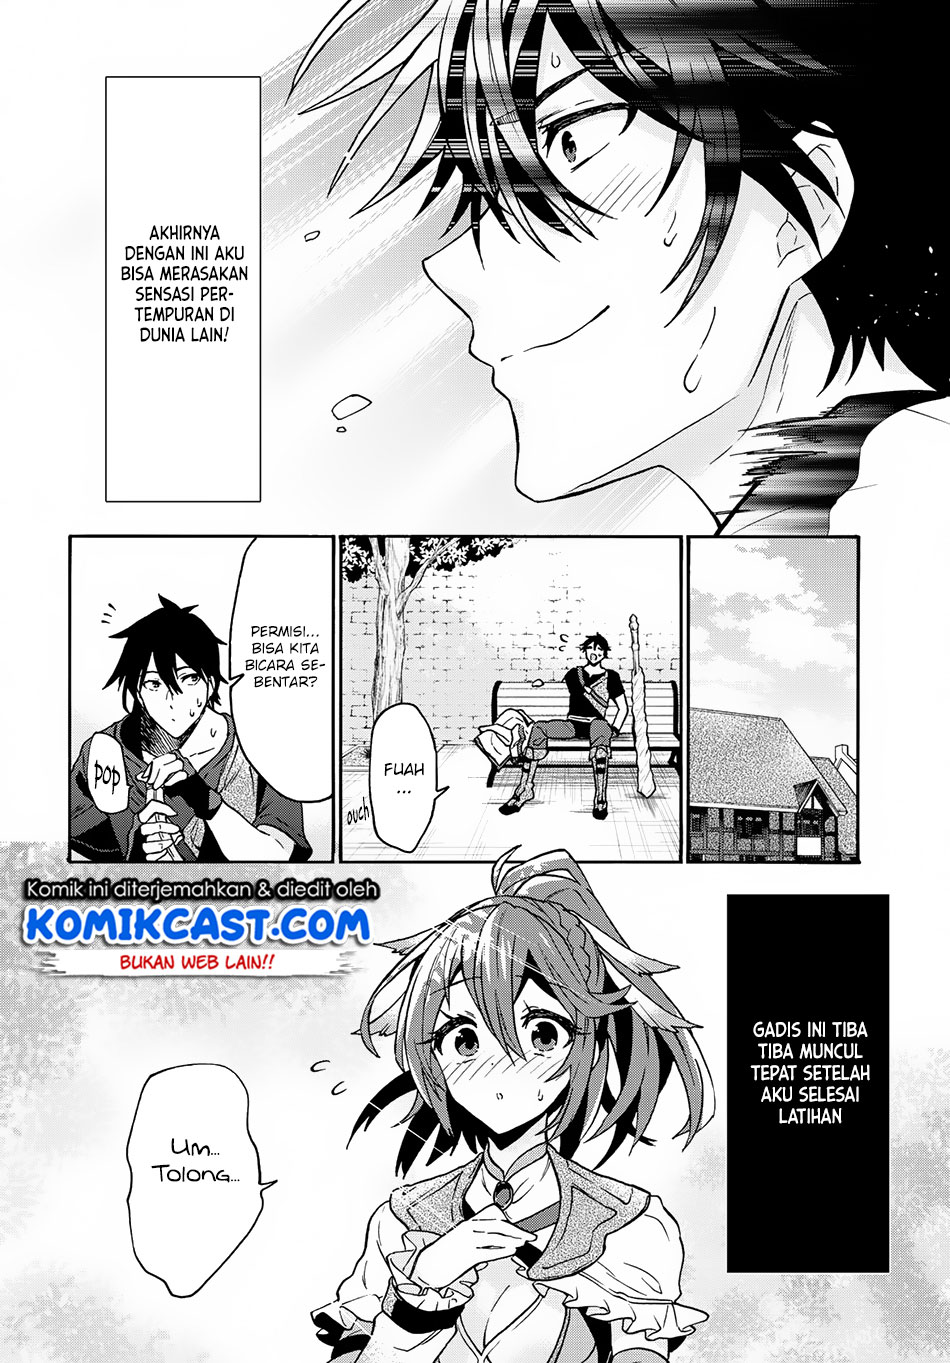 AKHIRNYA
DENGAN INI AKU
BISA MERASAKAN
SENSASI PER-
TEMPURAN DI
DUNIA LAIN!
FUAH
...
OUCH
PERMISI...
BISA KITA
BICARA SE-
BENTAR?
POP
Komik ini diterjemahkan & diedit oleh
KOMIKCAST.COM
BUKAN WEB LAIN!!
GADIS INI TIBA
TIBA MUNCUL
TEPAT SETELAH
AKU SELESAI
LATIHAN
Um...
Tolong...